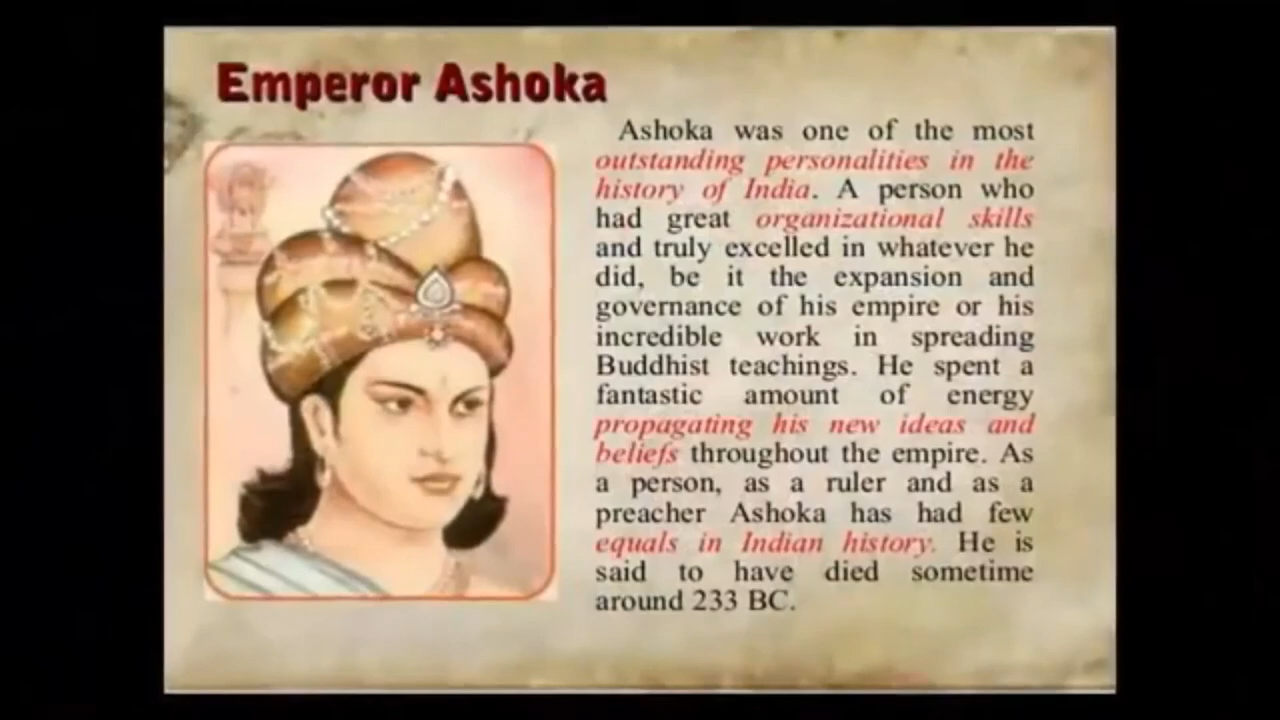 Emperor Ashoka
Ashoka was one of the most
outstanding personalities in the
history of India. A person who
had great organizational skills
and truly excelled in whatever he
did, be it the expansion and
governance of his empire or his
incredible work in spreading
Buddhist teachings. He spent a
fantastic amount of energy
propagating his new ideas and
beliefs throughout the empire. As
a person, as a ruler and as a
preacher Ashoka has had few
equals in Indian history. He is
said to have died sometime
around 233 BC.